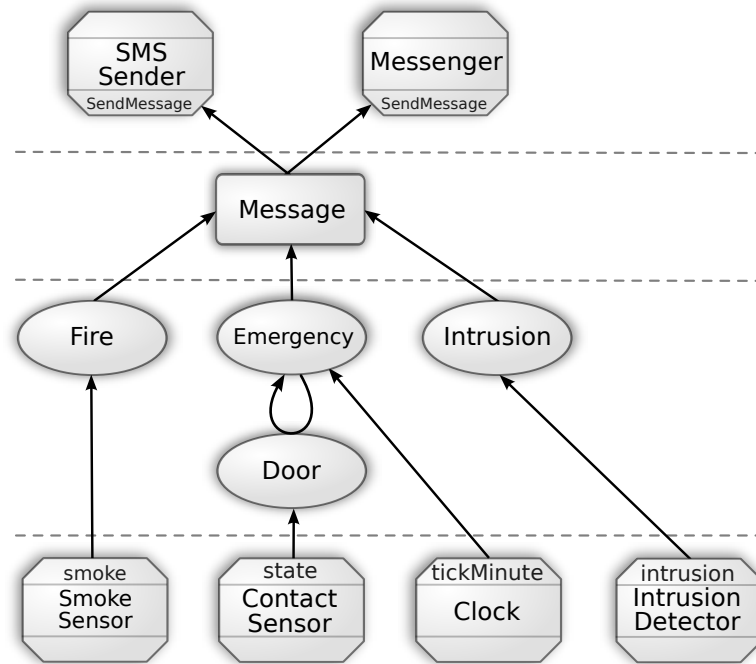 SMS
Sender
SendMessage
Messenger
SendMessage
Message
Fire
Emergency
Intrusion
Door
smoke
Smoke
Sensor
state
Contact
Sensor
tickMinute
Clock
intrusion
Intrusion
Detector